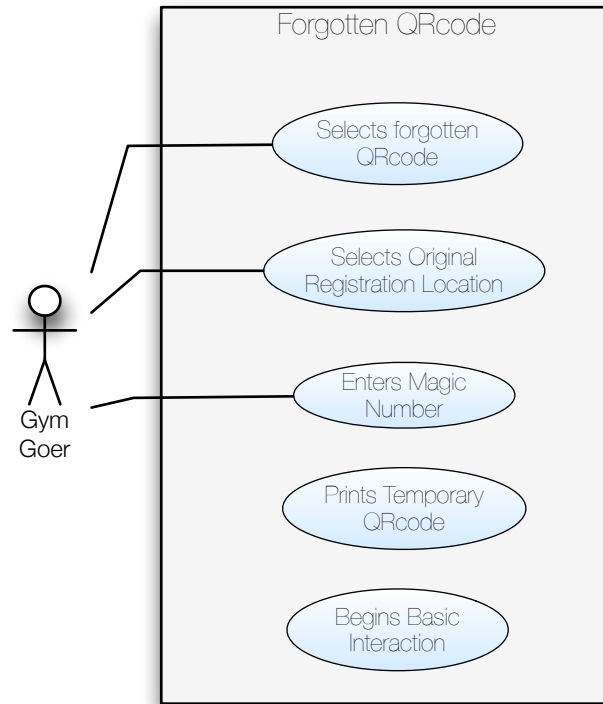 Forgotten QRcode
Selects forgotten
QRcode
Selects Original
Registration Location
Enters Magic
Number
Gym
Goer
Prints Temporary
QRcode
Begins Basic
Interaction